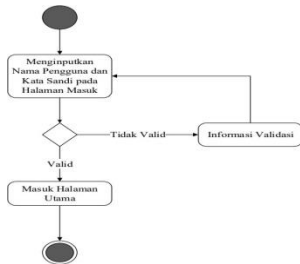 Menginputkan
Nama Pengguna dan
Kata Sandi pada
Halaman Masuk
Tidak Valid
Informasi Validasi
Valid
Masuk Halaman
Utama